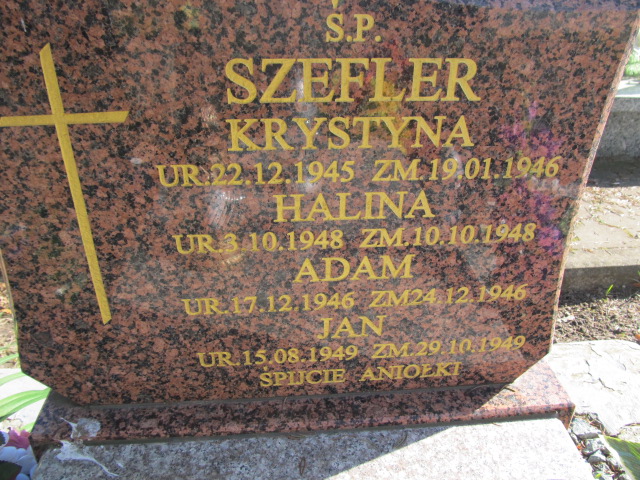 Ś.P.
SZEFLER
KRYSTYNA
UR.22.12.1945 ZM.19.01.1946
HALINA
UR.3.10.1948 ZM.10.10.1948
ADAM
UR.17.12.1946 ZM24.12.1946
JAN
UR.15.08.1949 ZM.29.10.1949
ŚPIJCIE ANIOŁKI